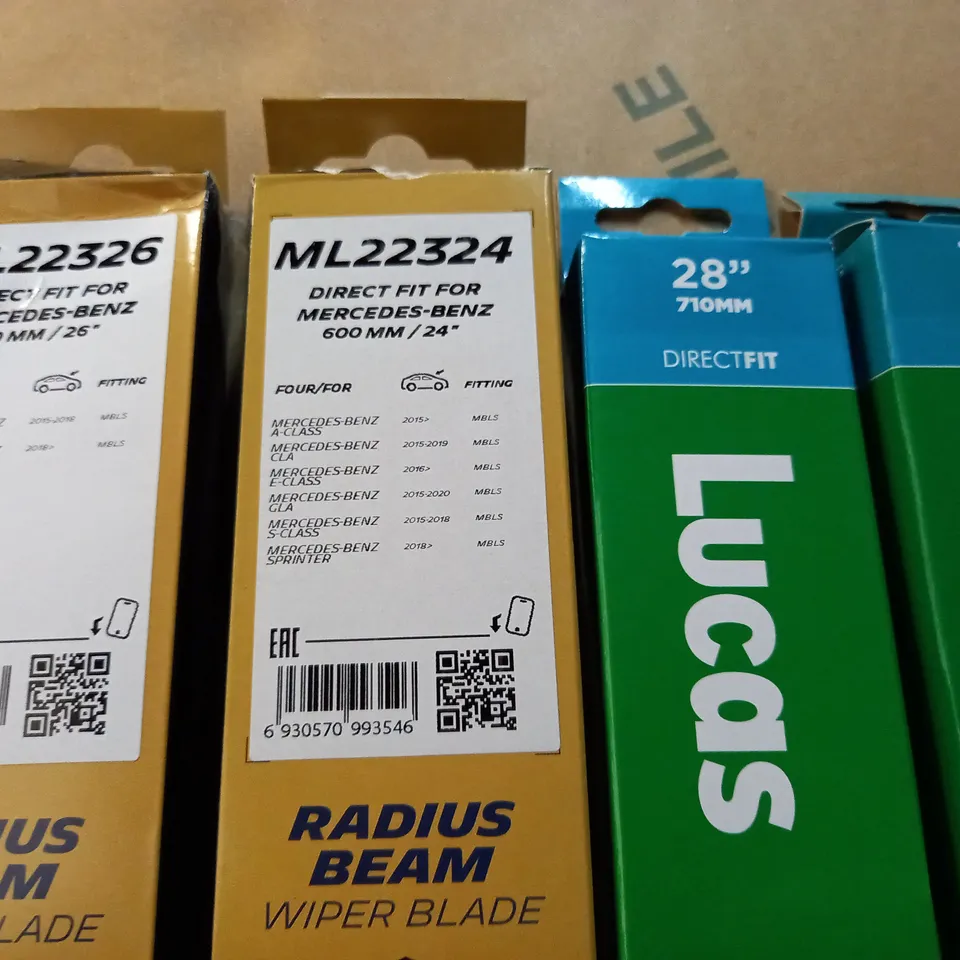 ILE
L22326
ECT FIT FOR
CEDES-BENZ
MM / 26"
FITTING
2015-2018 MBLS
2018> MBLS
IUS
M
LADE
ML22324
DIRECT FIT FOR
MERCEDES-BENZ
600 MM / 24"
FOUR/FOR FITTING
MERCEDES-BENZ A-CLASS 2015> MBLS
MERCEDES-BENZ CLA 2015-2019 MBLS
MERCEDES-BENZ E-CLASS 2016> MBLS
MERCEDES-BENZ GLA 2015-2020 MBLS
MERCEDES-BENZ S-CLASS 2015-2018 MBLS
MERCEDES-BENZ SPRINTER 2018> MBLS
EAC
6 930570 993546
RADIUS
BEAM
WIPER BLADE
28”
710MM
DIRECTFIT
Lucas